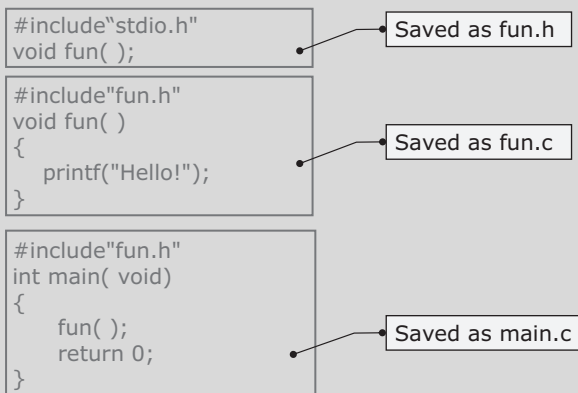 #include“stdio.h"
void fun( );
Saved as fun.h
#include"fun.h"
void fun( )
{
printf("Hello!");
}
Saved as fun.c
#include"fun.h"
int main( void)
{
fun( );
return 0;
}
Saved as main.c